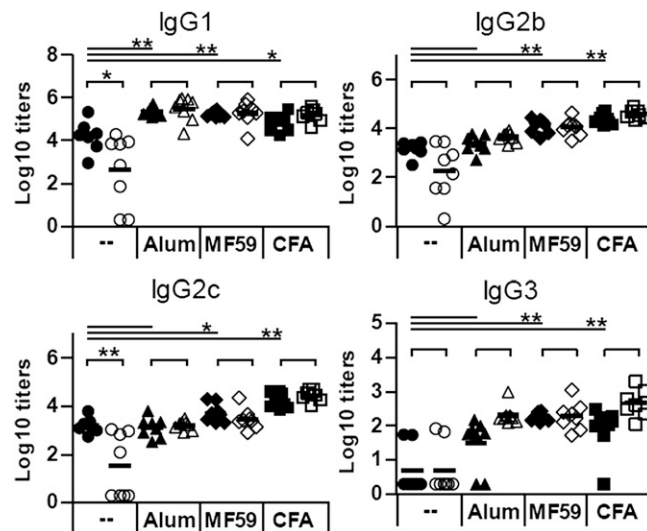 IgG1
** ** *
*
8
6
4
2
0
Log10 titers
-- Alum MF59 CFA
IgG2b
** **
6
4
2
0
Log10 titers
-- Alum MF59 CFA
IgG2c
* **
**
6
4
2
0
Log10 titers
-- Alum MF59 CFA
IgG3
** **
5
4
3
2
1
0
Log10 titers
-- Alum MF59 CFA